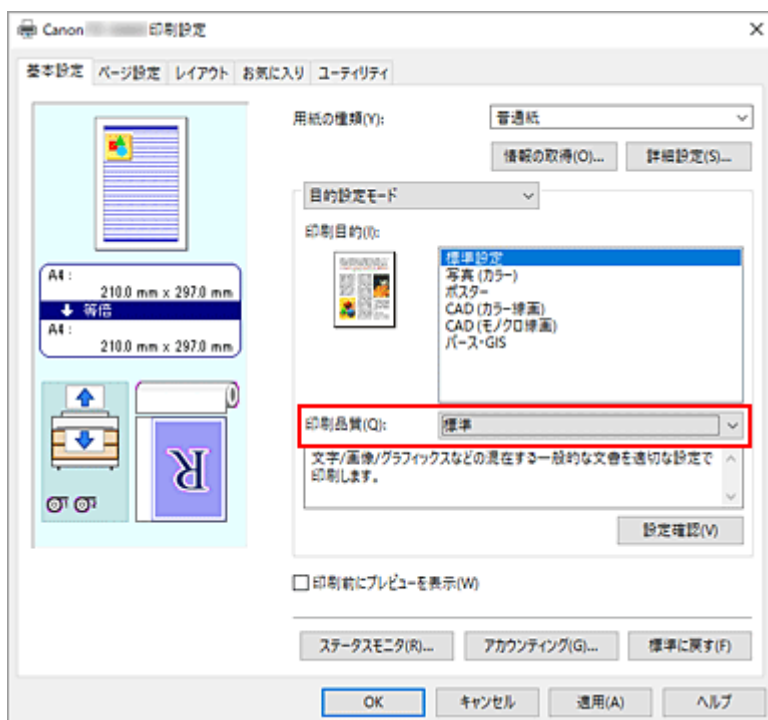 Canon 印刷設定
基本設定 ページ設定 レイアウト お気に入り ユーティリティ
用紙の種類(Y): 普通紙
情報の取得(O)... 詳細設定(S)...
目的設定モード
印刷目的(I):
標準設定
写真 (カラー)
ポスター
CAD (カラー線画)
CAD (モノクロ線画)
パース・GIS
A4 :
210.0 mm x 297.0 mm
等倍
A4 :
210.0 mm x 297.0 mm
R
印刷品質(Q): 標準
文字/画像/グラフィックスなどの混在する一般的な文書を適切な設定で
印刷します。
設定確認(V)
印刷前にプレビューを表示(W)
ステータスモニタ(R)... アカウンティング(G)... 標準に戻す(F)
OK キャンセル 適用(A) ヘルプ